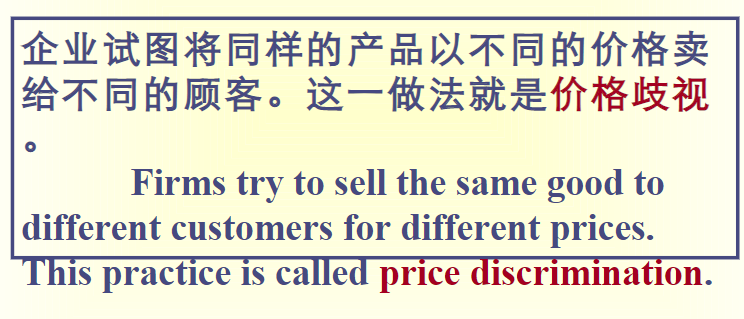 企业试图将同样的产品以不同的价格卖
给不同的顾客。这一做法就是价格歧视
。
Firms try to sell the same good to
different customers for different prices.
This practice is called price discrimination.